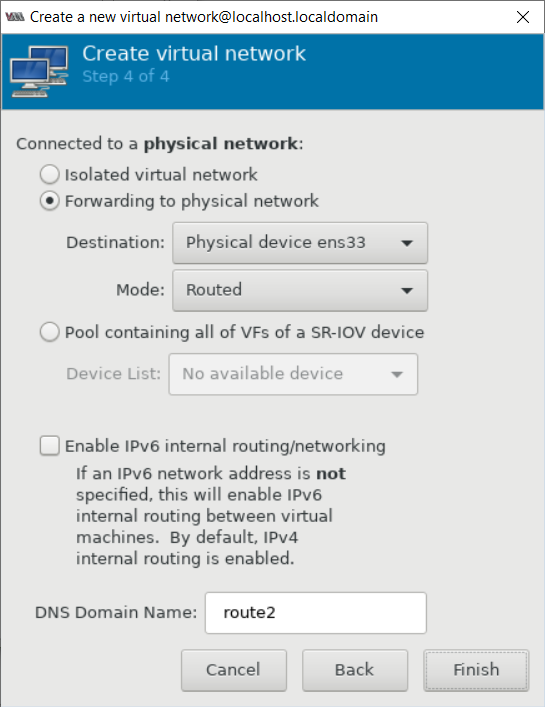 Create a new virtual network@localhost.localdomain
Create virtual network
Step 4 of 4
Connected to a physical network:
Isolated virtual network
Forwarding to physical network
Destination: Physical device ens33
Mode: Routed
Pool containing all of VFs of a SR-IOV device
Device List: No available device
Enable IPv6 internal routing/networking
If an IPv6 network address is not
specified, this will enable IPv6
internal routing between virtual
machines.  By default, IPv4
internal routing is enabled.
DNS Domain Name: route2
Cancel Back Finish